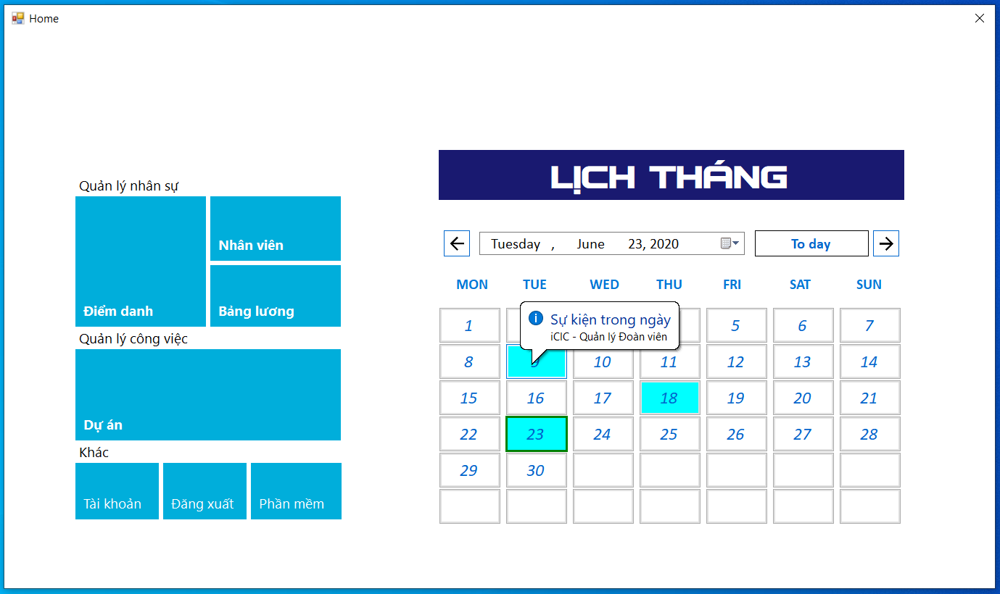 Home
Quản lý nhân sự
Điểm danh
Nhân viên
Bảng lương
Quản lý công việc
Dự án
Khác
Tài khoản
Đăng xuất
Phần mềm
LỊCH THÁNG
Tuesday , June 23, 2020
To day
MON TUE WED THU FRI SAT SUN
Sự kiện trong ngày
iCIC - Quản lý Đoàn viên
1 5 6 7
8 9 10 11 12 13 14
15 16 17 18 19 20 21
22 23 24 25 26 27 28
29 30